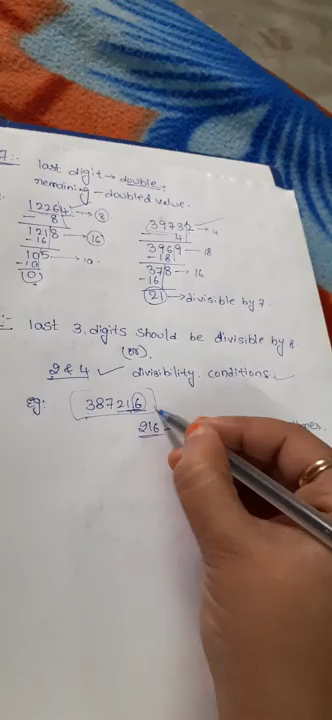 7:- last digit → double.
remaining - doubled value.
12264 → 8
- 8
1218 → 16
- 16
105 → 10
- 10
0
39732 → 4
4
3969 → 18
- 18
378 → 16
- 16
21 → divisible by 7.
:- last 3 digits should be divisible by 8.
(or).
2 & 4 ✓ divisibility conditions ✓
Eg: 387216
216 -